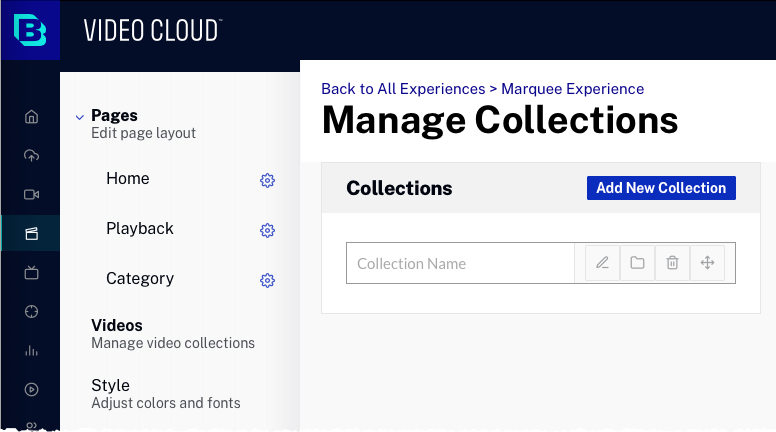 VIDEO CLOUD™
Pages
Edit page layout
Home
Playback
Category
Videos
Manage video collections
Style
Adjust colors and fonts
Back to All Experiences > Marquee Experience
Manage Collections
Collections
Add New Collection
Collection Name